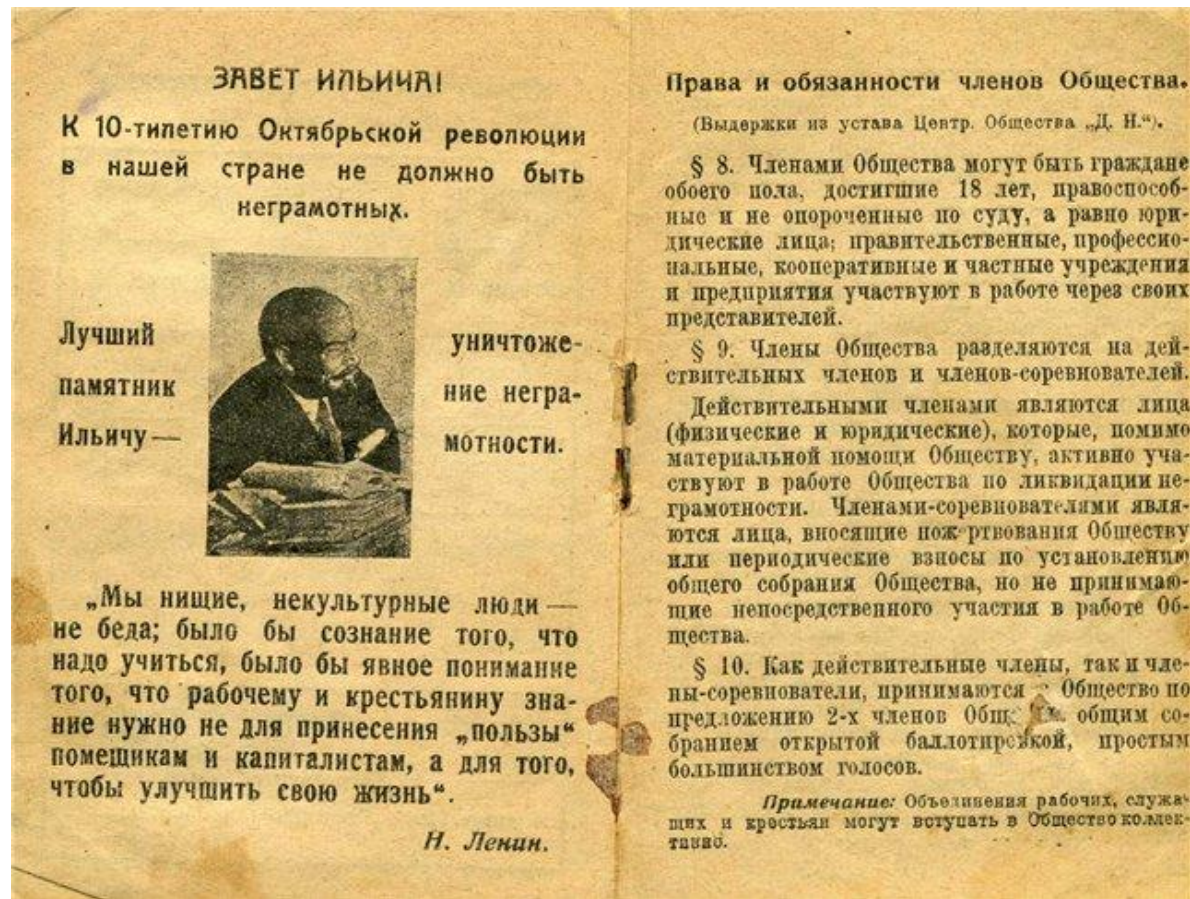 ЗАВЕТ ИЛЬИЧА!
К 10-тилетию Октябрьской революции
в нашей стране не должно быть
неграмотных.
Лучший
памятник
Ильичу —
уничтоже-
ние негра-
мотности.
„Мы нищие, некультурные люди —
не беда; было бы сознание того, что
надо учиться, было бы явное понимание
того, что рабочему и крестьянину зна-
ние нужно не для принесения „пользы“
помещикам и капиталистам, а для того,
чтобы улучшить свою жизнь“.
Н. Ленин.
Права и обязанности членов Общества.
(Выдержки из устава Центр. Общества „Д. Н.“).
§ 8. Членами Общества могут быть граждане
обоего пола, достигшие 18 лет, правоспособ-
ные и не опороченные по суду, а равно юри-
дические лица; правительственные, профессио-
нальные, кооперативные и частные учреждения
и предприятия участвуют в работе через своих
представителей.
§ 9. Члены Общества разделяются на дей-
ствительных членов и членов-соревнователей.
Действительными членами являются лица
(физические и юридические), которые, помимо
материальной помощи Обществу, активно уча-
ствуют в работе Общества по ликвидации не-
грамотности. Членами-соревнователями явля-
ются лица, вносящие пожертвования Обществу
или периодические взносы по установлению
общего собрания Общества, но не принимаю-
щие непосредственного участия в работе Об-
щества.
§ 10. Как действительные члены, так и чле-
ны-соревнователи, принимаются Общество по
предложению 2-х членов общим со-
бранием открытой баллотировкой, простым
большинством голосов.
Примечание: Объединения рабочих, служа-
щих и крестьян могут вступать в Общество коллек-
тивно.